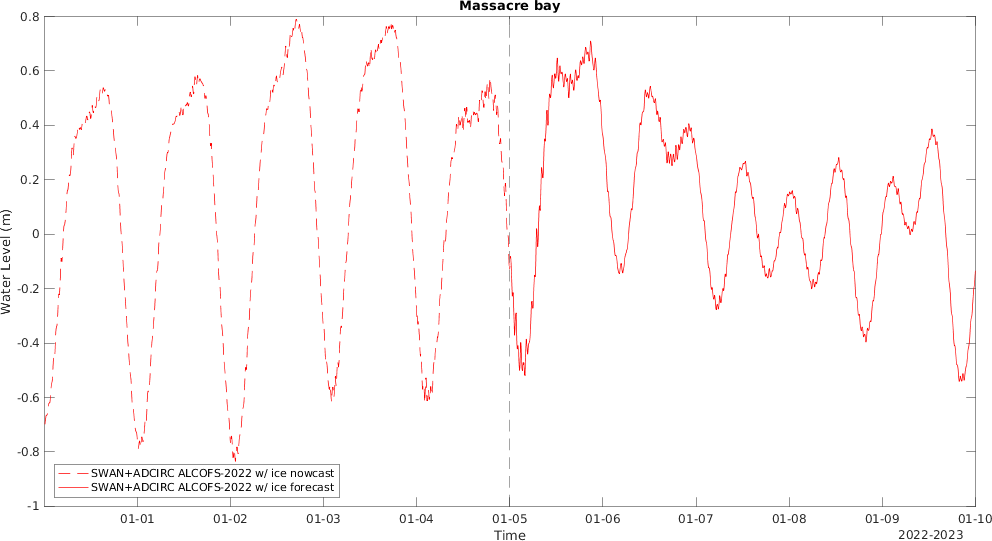 Massacre bay
Water Level (m)
0.8
0.6
0.4
0.2
0
-0.2
-0.4
-0.6
-0.8
-1
SWAN+ADCIRC ALCOFS-2022 w/ ice nowcast
SWAN+ADCIRC ALCOFS-2022 w/ ice forecast
01-01 01-02 01-03 01-04 01-05 01-06 01-07 01-08 01-09 01-10
Time
2022-2023